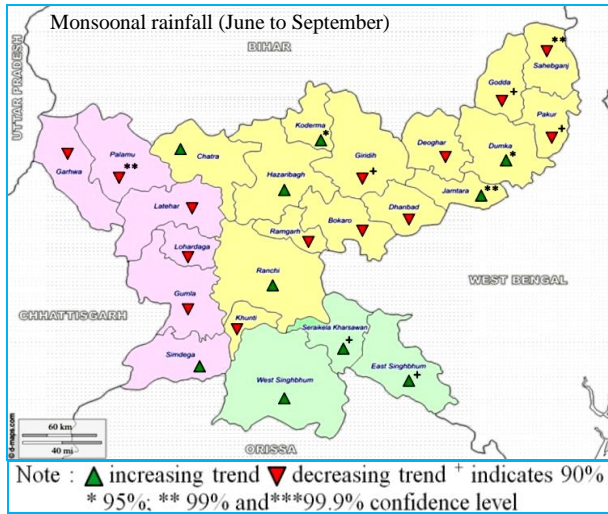 Monsoonal rainfall (June to September)
BIHAR
UTTAR PRADESH
**
Sahebganj
Godda
+
Koderma
*
Pakur
+
Garhwa
Palamu
**
Chatra
Giridih
+
Deoghar
Dumka
*
Hazaribagh
Jamtara
**
Latehar
Dhanbad
Bokaro
Ramgarh
Lohardaga
Ranchi
WEST BENGAL
CHHATTISGARH
Gumla
Khunti
Seraikela Kharsawan
+
Simdega
East Singhbhum
+
West Singhbhum
60 km
40 mi
ORISSA
© d-maps.com
Note : ▲ increasing trend ▼ decreasing trend + indicates 90%
* 95%; ** 99% and***99.9% confidence level